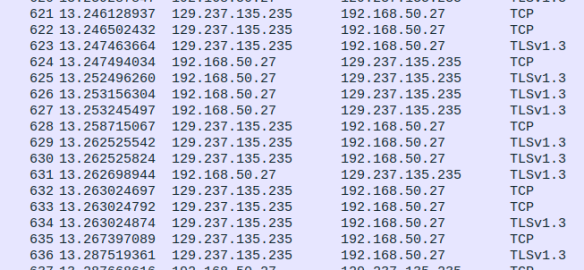 621 13.246128937 129.237.135.235 192.168.50.27 TCP
622 13.246502432 129.237.135.235 192.168.50.27 TCP
623 13.247463664 129.237.135.235 192.168.50.27 TLSv1.3
624 13.247494034 192.168.50.27 129.237.135.235 TCP
625 13.252496260 192.168.50.27 129.237.135.235 TLSv1.3
626 13.253156304 192.168.50.27 129.237.135.235 TLSv1.3
627 13.253245497 192.168.50.27 129.237.135.235 TLSv1.3
628 13.258715067 129.237.135.235 192.168.50.27 TCP
629 13.262525542 129.237.135.235 192.168.50.27 TLSv1.3
630 13.262525824 129.237.135.235 192.168.50.27 TLSv1.3
631 13.262698944 192.168.50.27 129.237.135.235 TLSv1.3
632 13.263024697 129.237.135.235 192.168.50.27 TCP
633 13.263024792 129.237.135.235 192.168.50.27 TCP
634 13.263024874 129.237.135.235 192.168.50.27 TLSv1.3
635 13.267397089 129.237.135.235 192.168.50.27 TCP
636 13.287519361 129.237.135.235 192.168.50.27 TLSv1.3